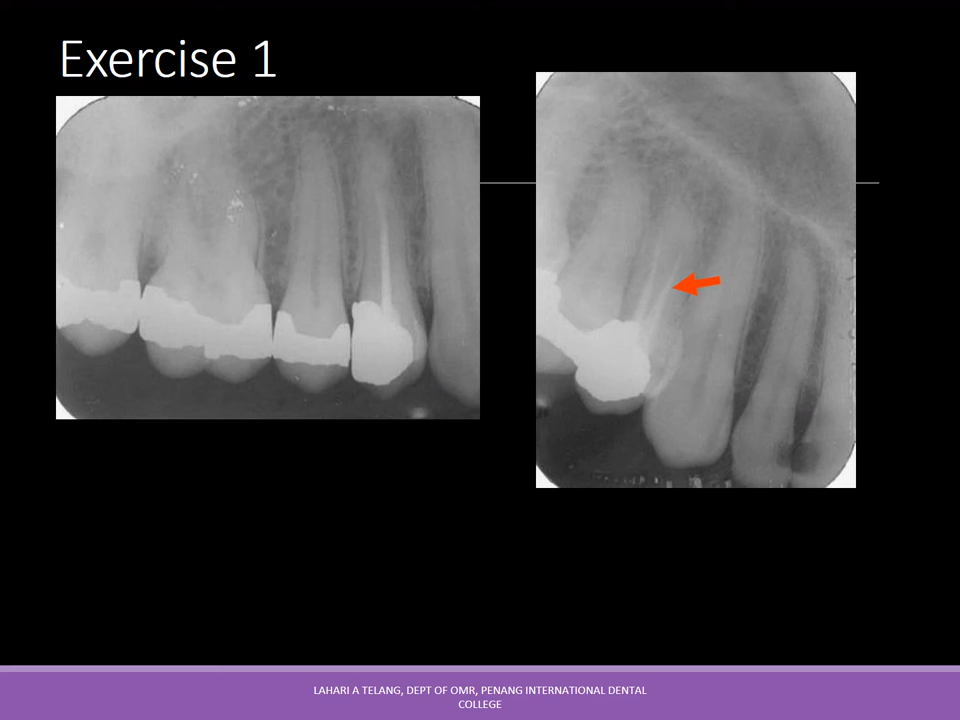 Exercise 1
LAHARI A TELANG, DEPT OF OMR, PENANG INTERNATIONAL DENTAL
COLLEGE